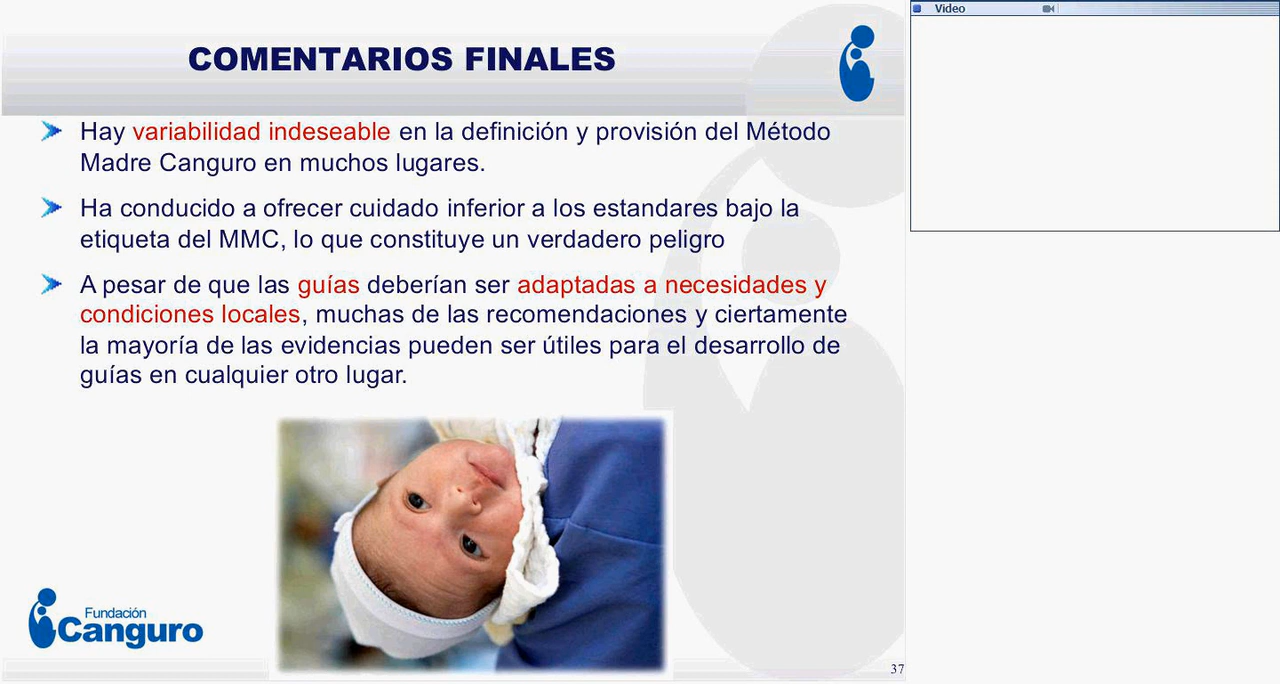 Video
COMENTARIOS FINALES
Hay variabilidad indeseable en la definición y provisión del Método
Madre Canguro en muchos lugares.
Ha conducido a ofrecer cuidado inferior a los estandares bajo la
etiqueta del MMC, lo que constituye un verdadero peligro
A pesar de que las guías deberían ser adaptadas a necesidades y
condiciones locales, muchas de las recomendaciones y ciertamente
la mayoría de las evidencias pueden ser útiles para el desarrollo de
guías en cualquier otro lugar.
Fundación
Canguro
37